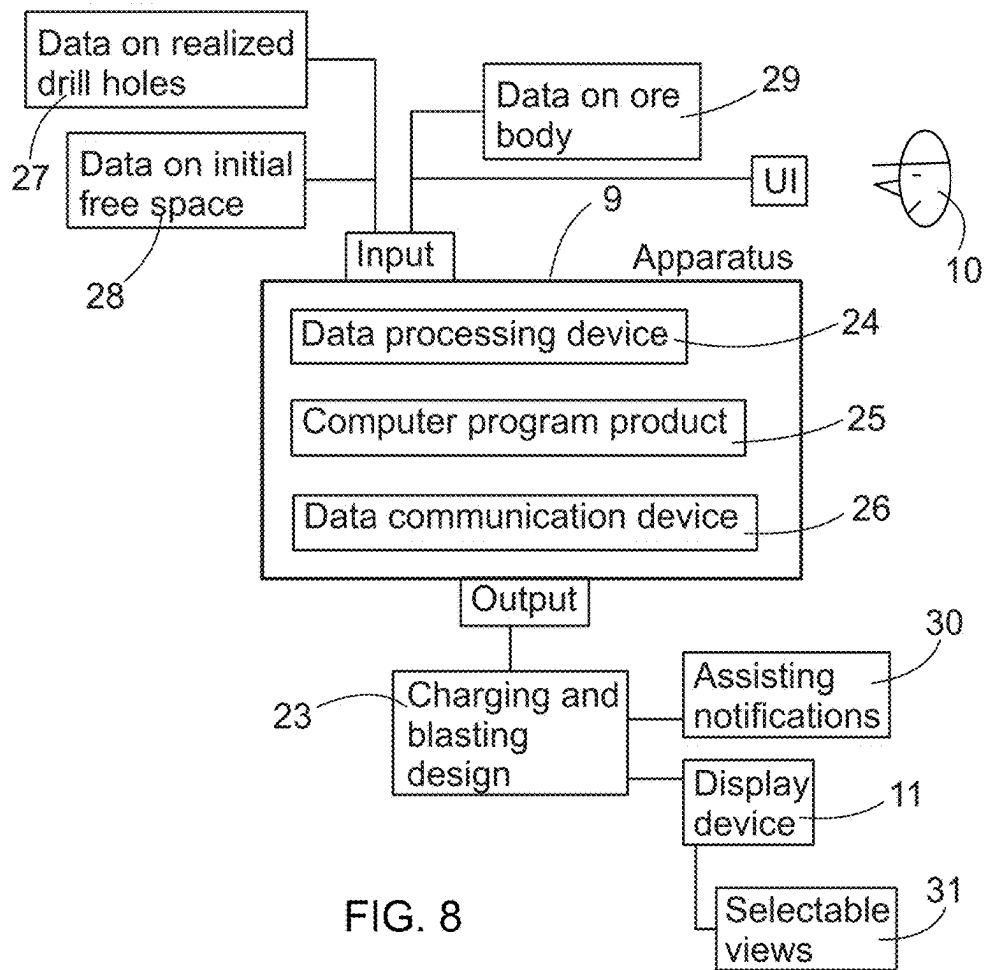 Data on realized
drill holes
27
Data on initial
free space
28
Data on ore
body
29
UI
10
9
Input
Apparatus
Data processing device
24
Computer program product
25
Data communication device
26
Output
23
Charging and
blasting
design
30
Assisting
notifications
Display
device
11
31
Selectable
views
FIG. 8